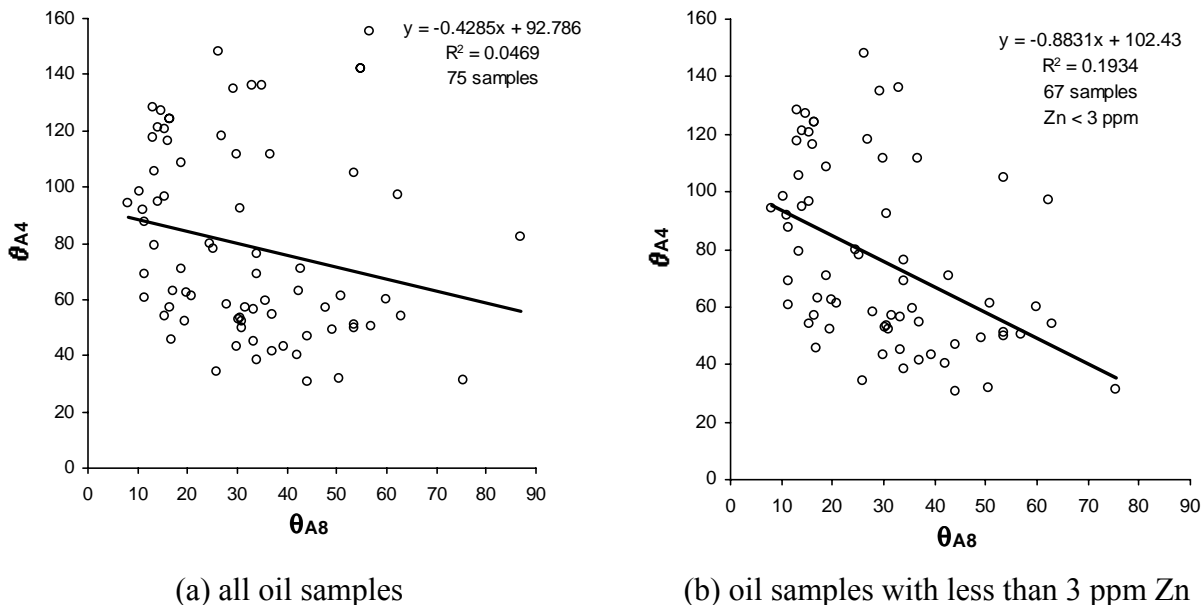 y = -0.4285x + 92.786
R² = 0.0469
75 samples
160
140
120
100
80
60
40
20
0
θA4
0 10 20 30 40 50 60 70 80 90
θA8
(a) all oil samples
y = -0.8831x + 102.43
R² = 0.1934
67 samples
Zn < 3 ppm
160
140
120
100
80
60
40
20
0
θA4
0 10 20 30 40 50 60 70 80 90
θA8
(b) oil samples with less than 3 ppm Zn